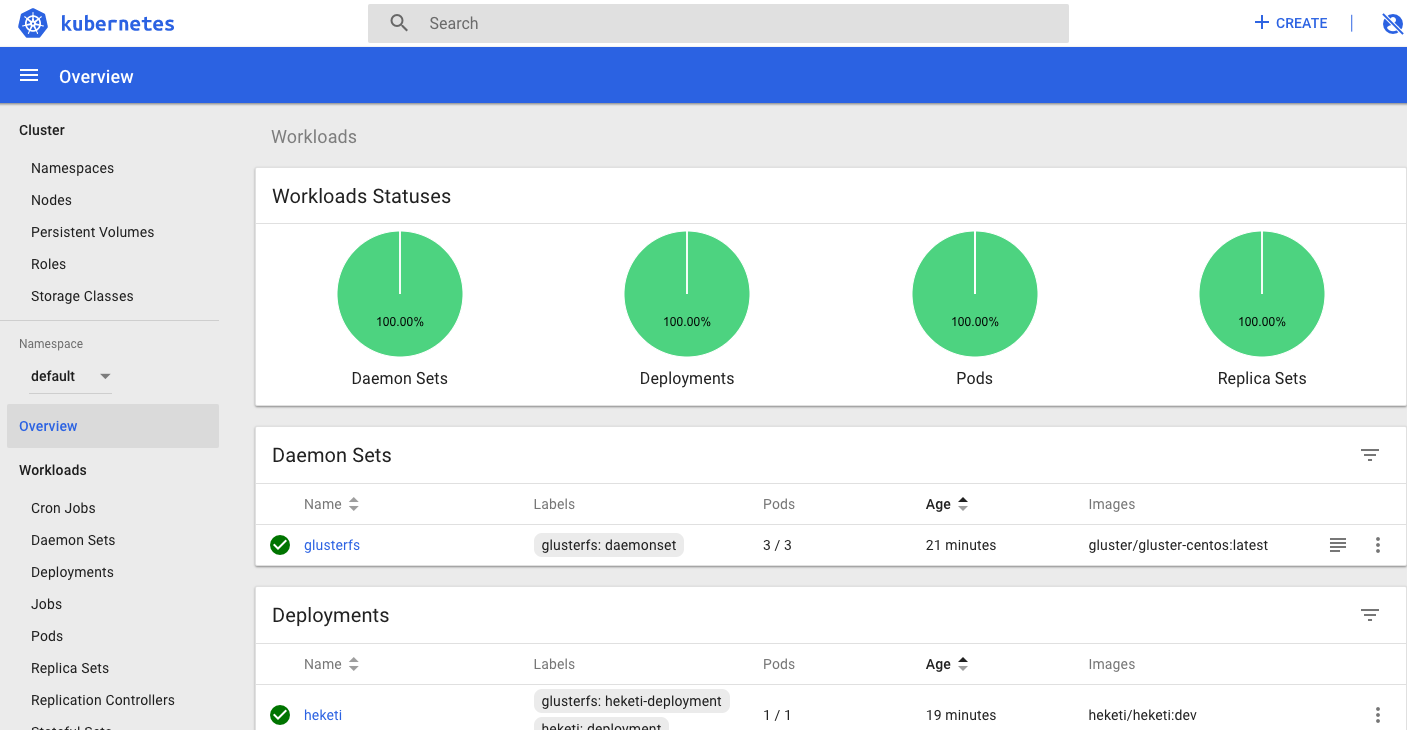 kubernetes
Search
CREATE
Overview
Cluster
Namespaces
Nodes
Persistent Volumes
Roles
Storage Classes
Namespace
default
Overview
Workloads
Cron Jobs
Daemon Sets
Deployments
Jobs
Pods
Replica Sets
Replication Controllers
Stateful Sets
Workloads
Workloads Statuses
100.00% 100.00% 100.00% 100.00%
Daemon Sets Deployments Pods Replica Sets
Daemon Sets
Name Labels Pods Age Images
glusterfs glusterfs: daemonset 3 / 3 21 minutes gluster/gluster-centos:latest
Deployments
Name Labels Pods Age Images
glusterfs: heketi-deployment
heketi 1 / 1 19 minutes heketi/heketi:dev
heketi: deployment